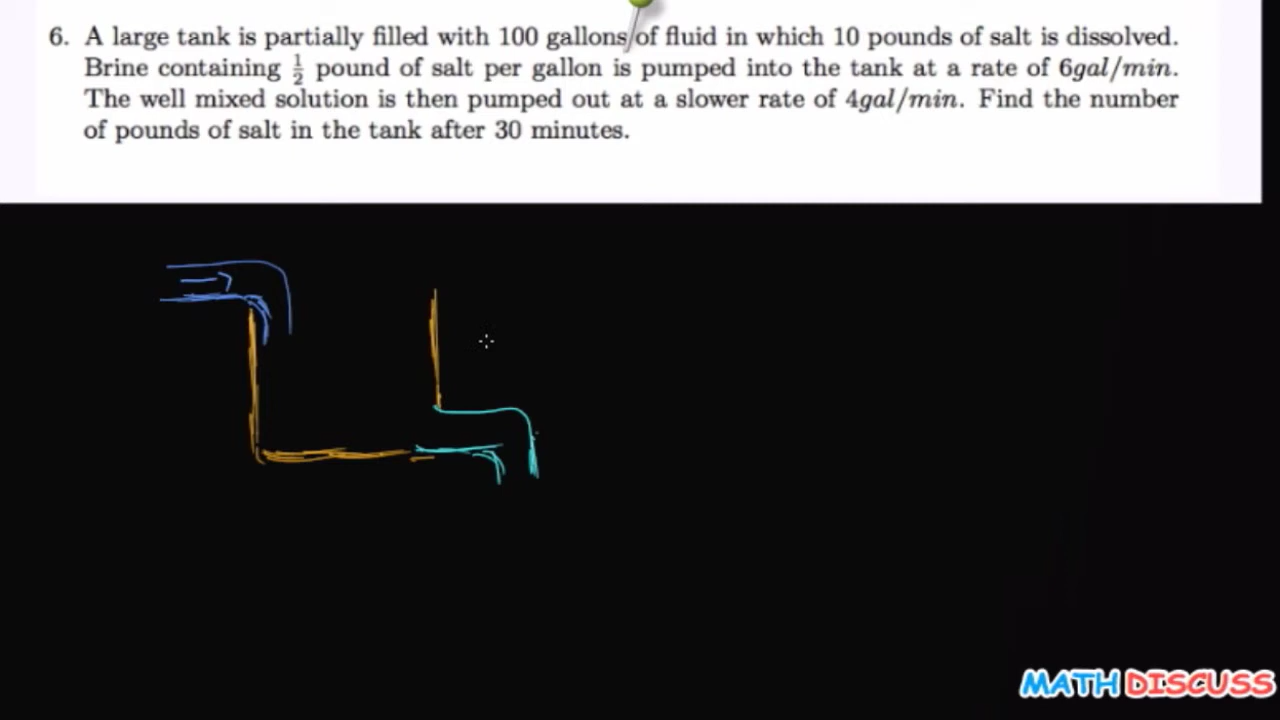 6. A large tank is partially filled with 100 gallons of fluid in which 10 pounds of salt is dissolved.
Brine containing 1/2 pound of salt per gallon is pumped into the tank at a rate of 6gal/min.
The well mixed solution is then pumped out at a slower rate of 4gal/min. Find the number
of pounds of salt in the tank after 30 minutes.
MATH DISCUSS